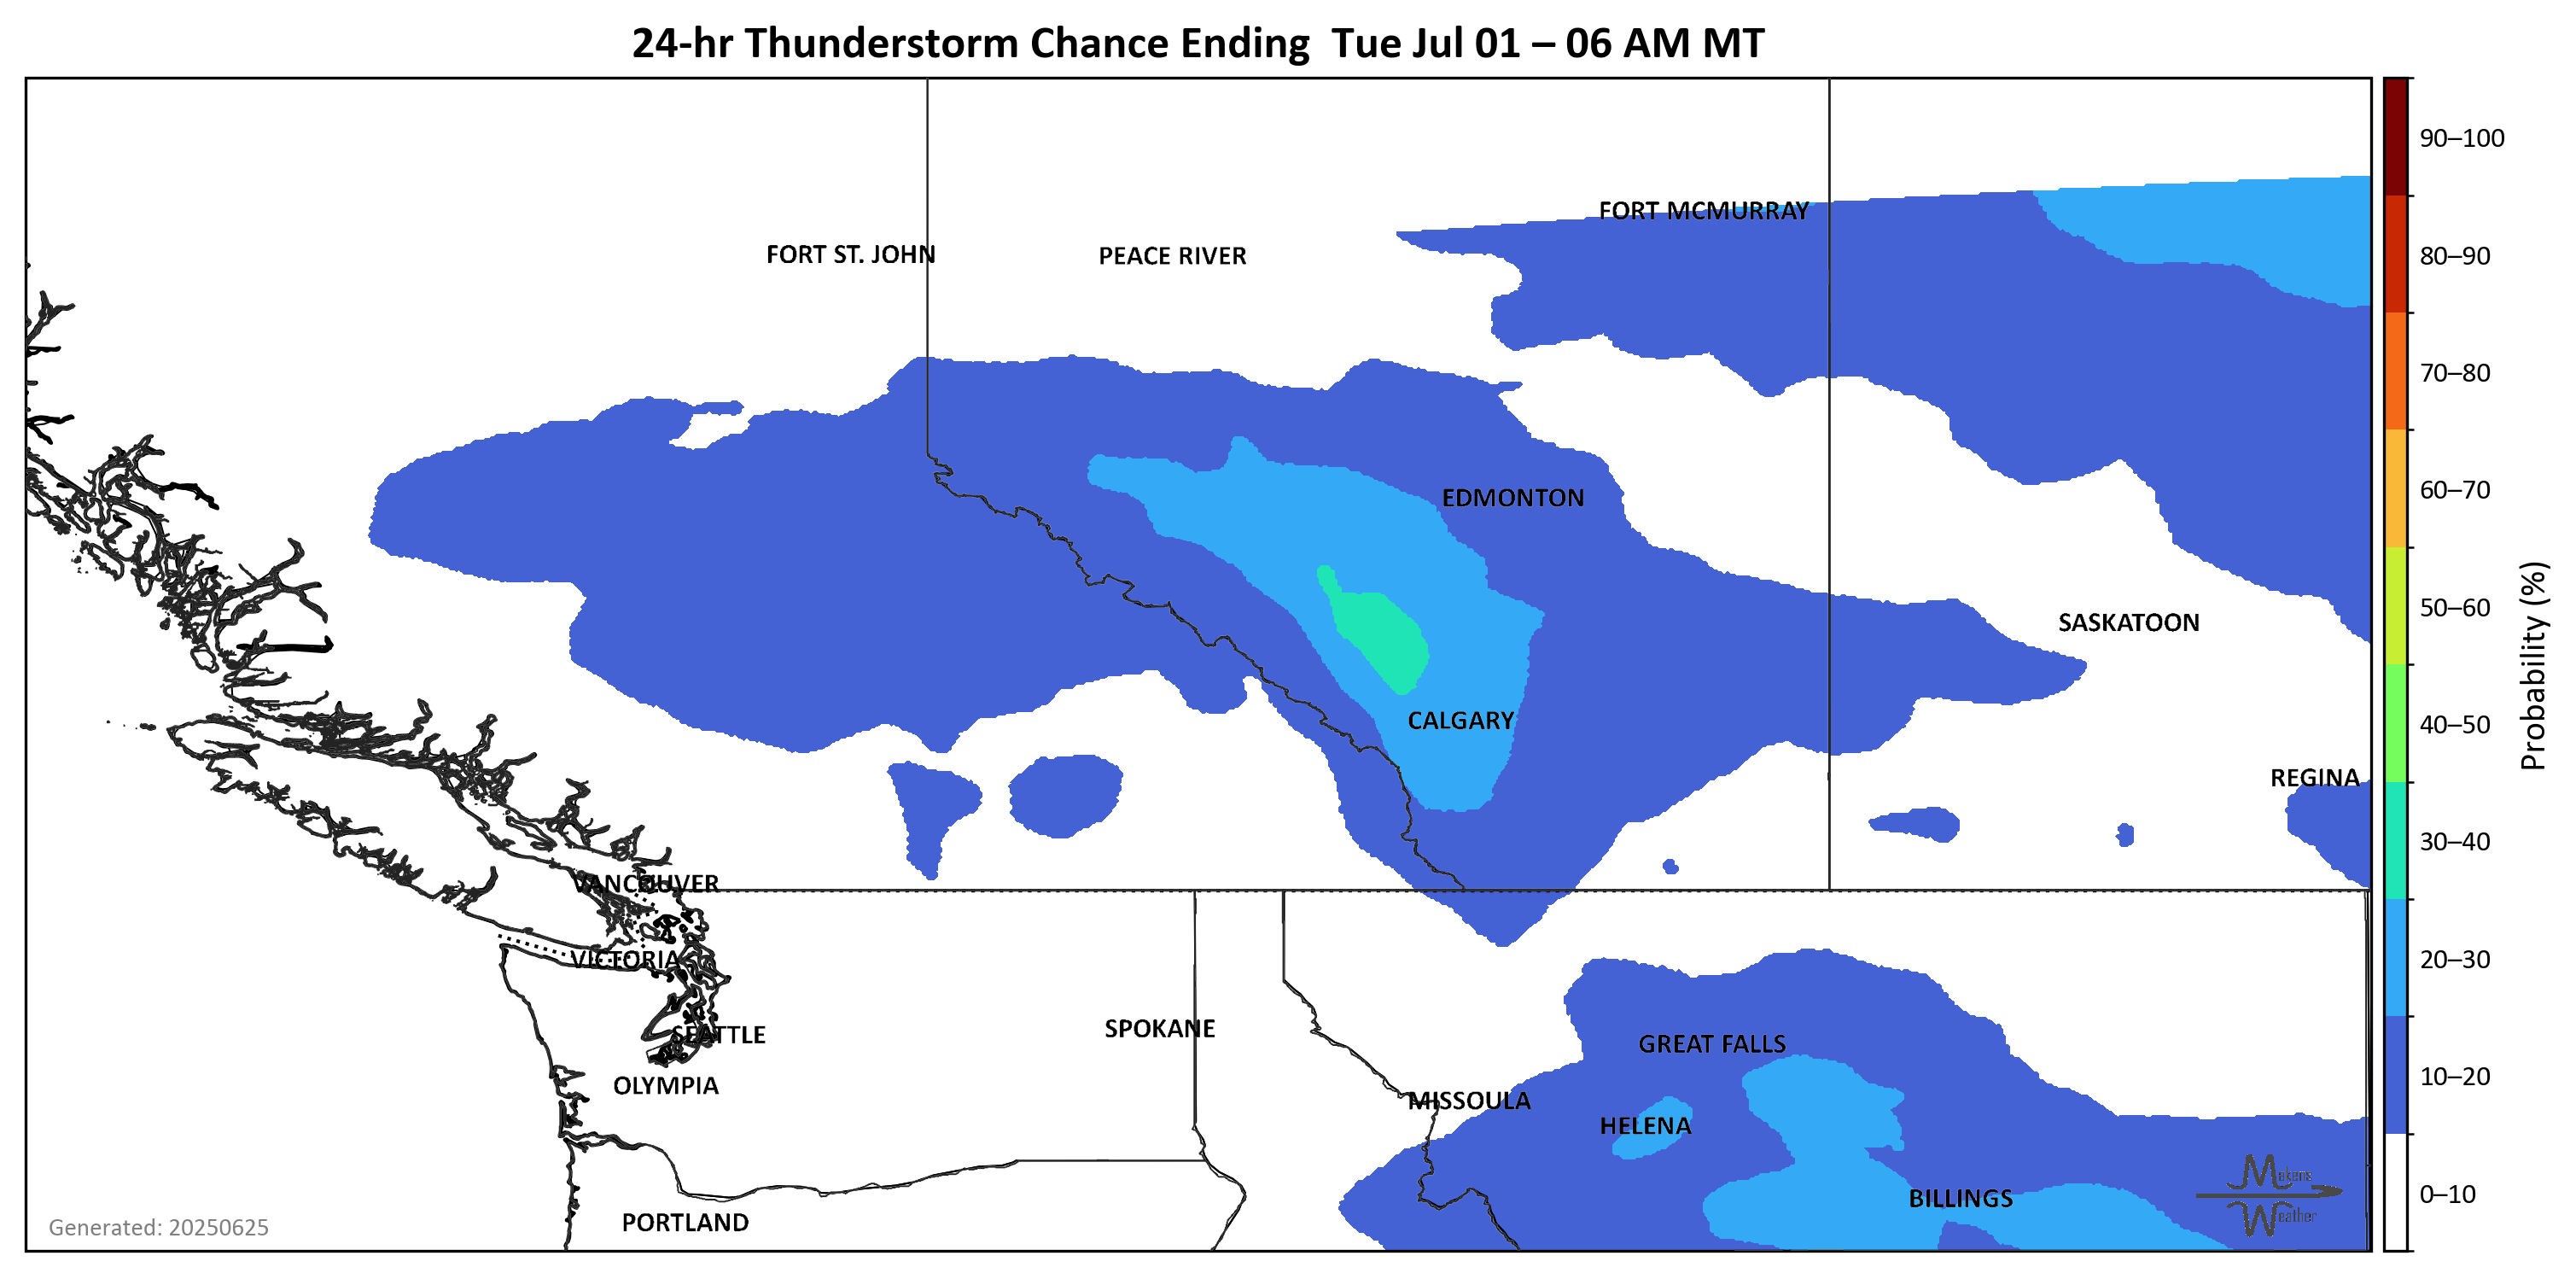 24-hr Thunderstorm Chance Ending  Tue Jul 01 – 06 AM MT
90–100
FORT MCMURRAY
FORT ST. JOHN
PEACE RIVER
80–90
70–80
EDMONTON
60–70
SASKATOON
50–60
CALGARY
40–50
REGINA
Probability (%)
30–40
VANCOUVER
VICTORIA
20–30
SEATTLE
SPOKANE
GREAT FALLS
OLYMPIA
MISSOULA
10–20
HELENA
Mekens
Weather
BILLINGS
0–10
PORTLAND
Generated: 20250625